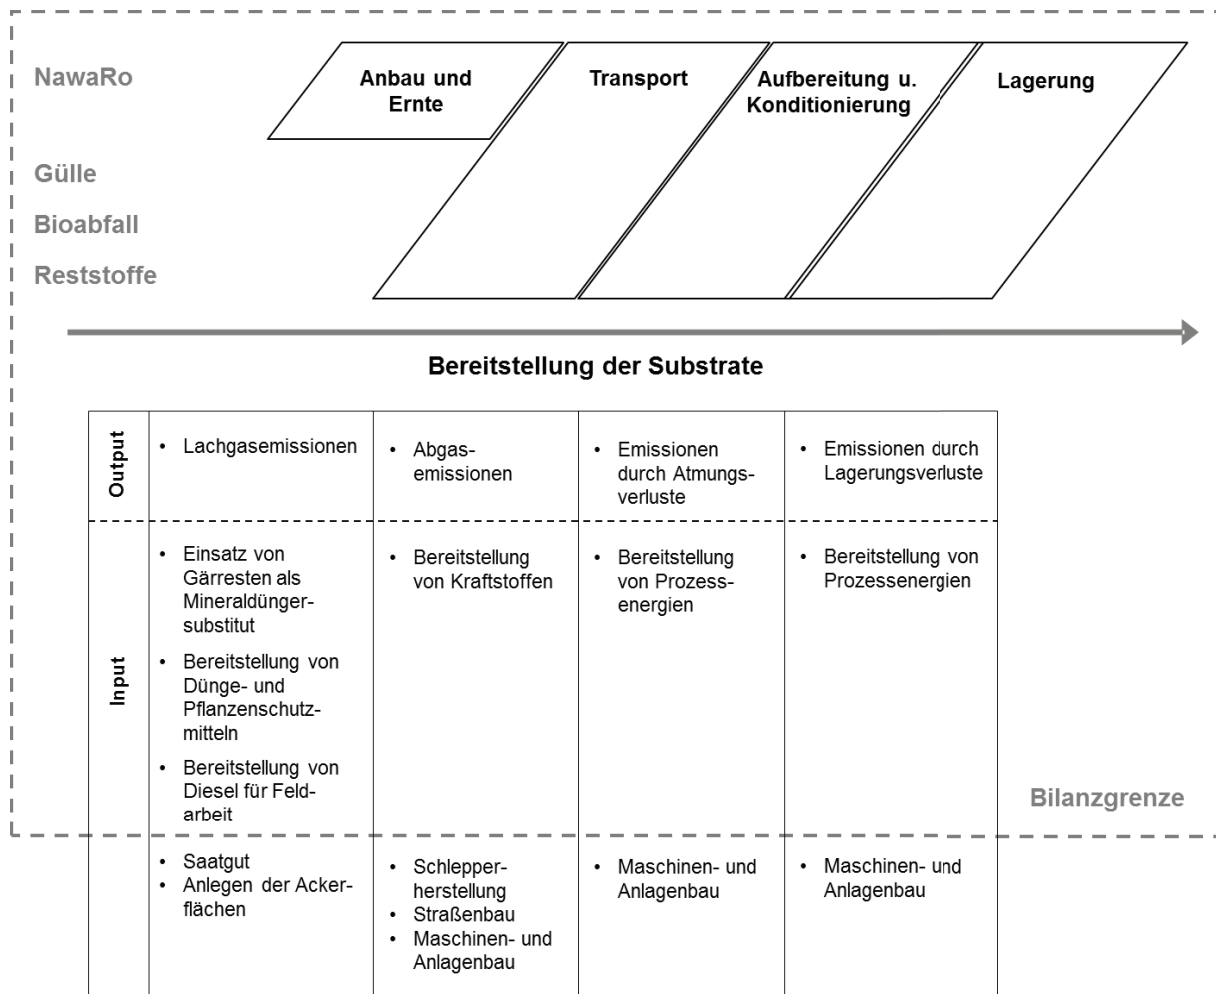 NawaRo
Anbau und
Ernte
Transport
Aufbereitung u.
Konditionierung
Lagerung
Gülle
Bioabfall
Reststoffe
Bereitstellung der Substrate
Output
• Lachgasemissionen
• Abgas-
emissionen
• Emissionen
durch Atmungs-
verluste
• Emissionen durch
Lagerungsverluste
Input
• Einsatz von
Gärresten als
Mineraldünger-
substitut
• Bereitstellung von
Dünge- und
Pflanzenschutz-
mitteln
• Bereitstellung von
Diesel für Feld-
arbeit
• Bereitstellung
von Kraftstoffen
• Bereitstellung
von Prozess-
energien
• Bereitstellung von
Prozessenergien
Bilanzgrenze
• Saatgut
• Anlegen der Acker-
flächen
• Schlepper-
herstellung
• Straßenbau
• Maschinen- und
Anlagenbau
• Maschinen- und
Anlagenbau
• Maschinen- und
Anlagenbau